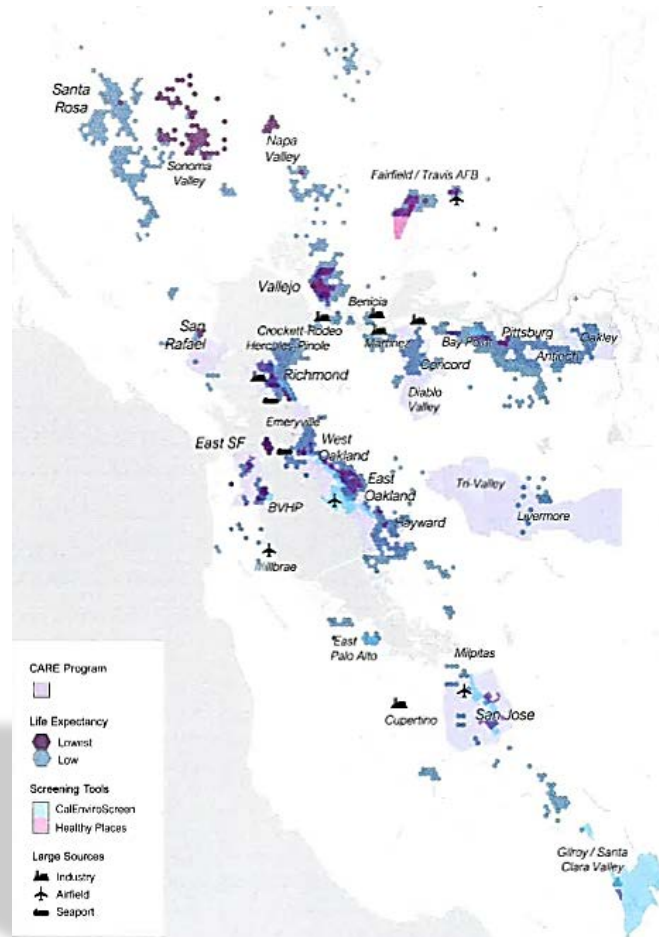 Santa
Rosa
Sonoma
Valley
Napa
Valley
Fairfield / Travis AFB
Vallejo
Benicia
Crockett-Rodeo
Hercules-Pinole
Martinez
Bay Point
Pittsburg
Antioch
Oakley
Concord
San
Rafael
Richmond
Diablo
Valley
Emeryville
East SF
West
Oakland
East
Oakland
Tri-Valley
Livermore
BVHP
Hayward
Millbrae
East
Palo Alto
Milpitas
Cupertino
San Jose
Gilroy / Santa
Clara Valley
CARE Program
Life Expectancy
Lowest
Low
Screening Tools
CalEnviroScreen
Healthy Places
Large Sources
Industry
Airfield
Seaport